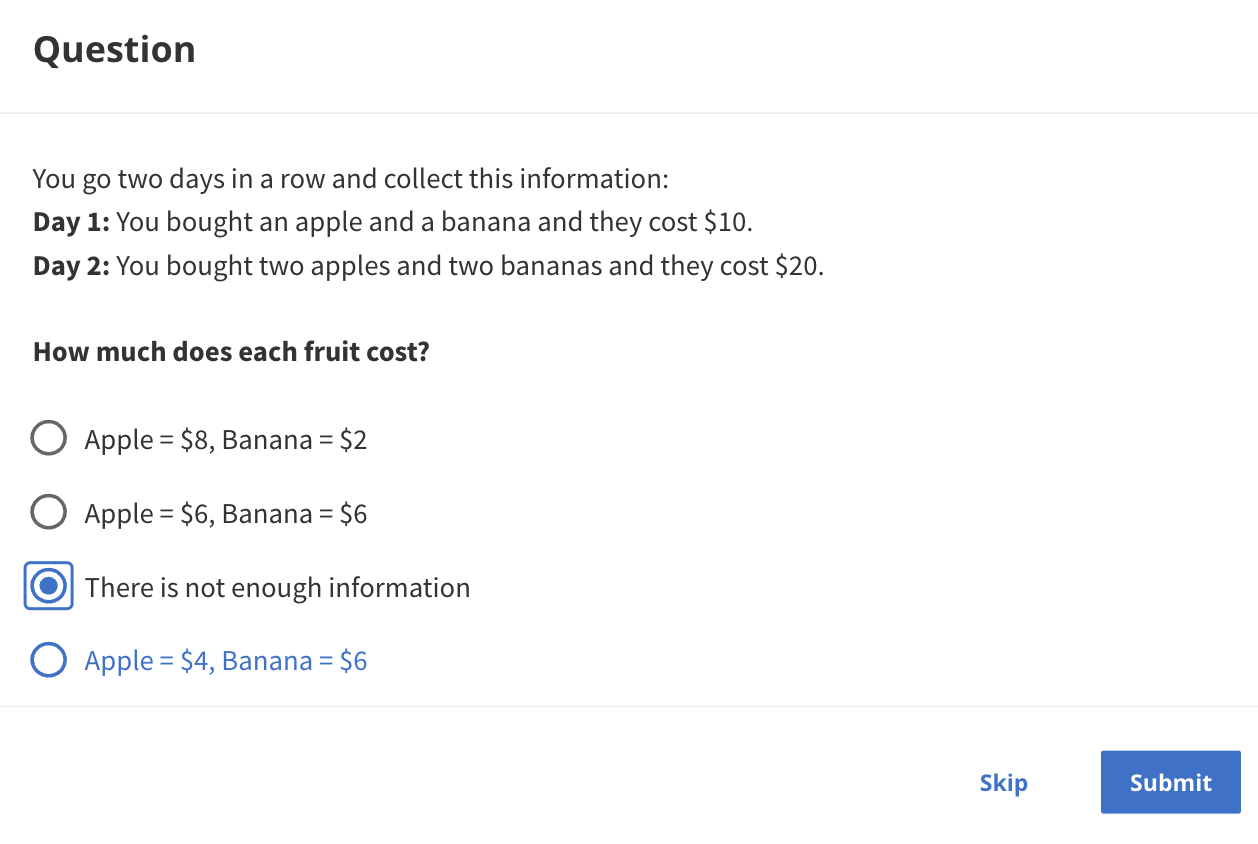 Question
You go two days in a row and collect this information:
Day 1: You bought an apple and a banana and they cost $10.
Day 2: You bought two apples and two bananas and they cost $20.
How much does each fruit cost?
Apple = $8, Banana = $2
Apple = $6, Banana = $6
There is not enough information
Apple = $4, Banana = $6
Skip
Submit